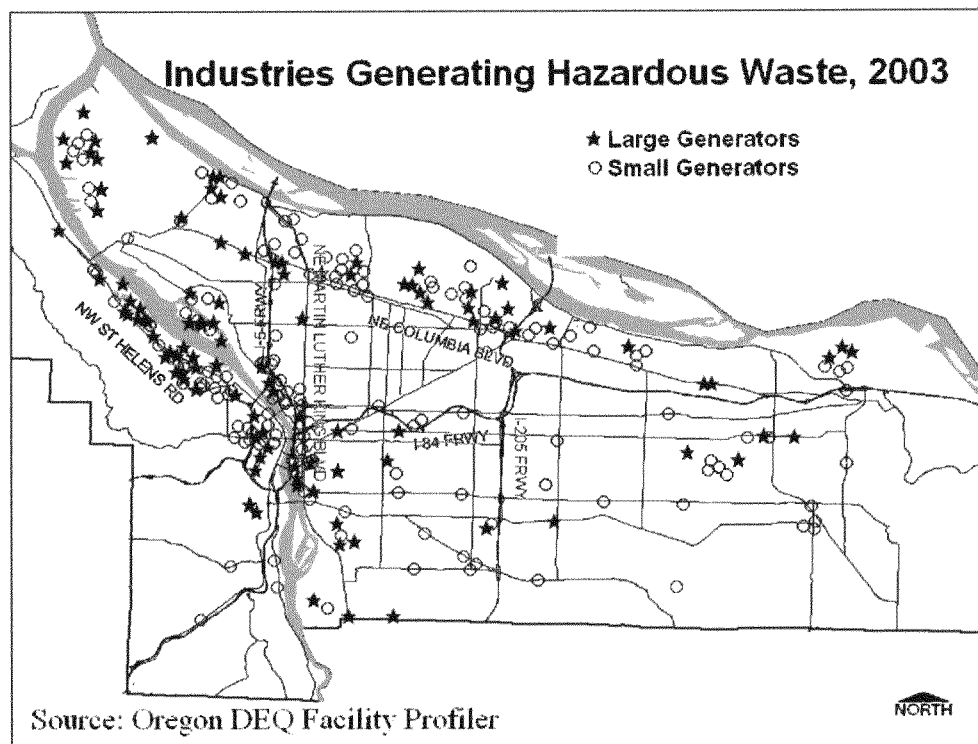 Industries Generating Hazardous Waste, 2003
Large Generators
Small Generators
I-5 FRWY
NE MARTIN LUTHER KING BLVD
NE COLUMBIA BLVD
NW ST HELENS RD
I-84 FRWY
I-205 FRWY
Source: Oregon DEQ Facility Profiler
NORTH